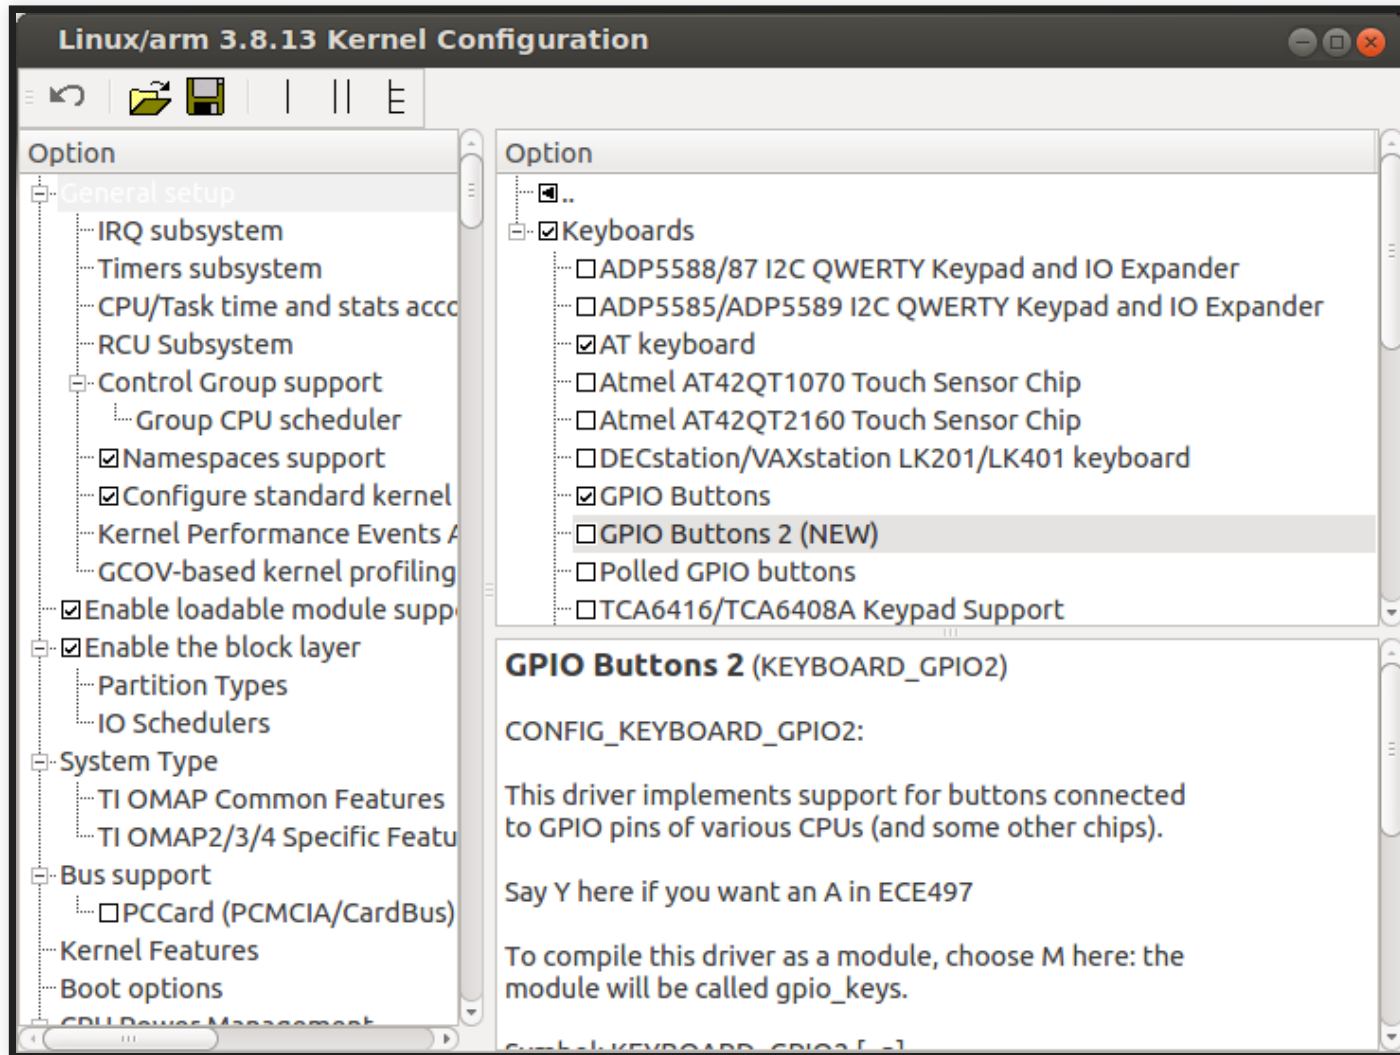 Linux/arm 3.8.13 Kernel Configuration
Option
General setup
IRQ subsystem
Timers subsystem
CPU/Task time and stats acco
RCU Subsystem
Control Group support
Group CPU scheduler
Namespaces support
Configure standard kernel
Kernel Performance Events A
GCOV-based kernel profiling
Enable loadable module supp
Enable the block layer
Partition Types
IO Schedulers
System Type
TI OMAP Common Features
TI OMAP2/3/4 Specific Featu
Bus support
PCCard (PCMCIA/CardBus)
Kernel Features
Boot options
CPU Power Management
Option
..
Keyboards
ADP5588/87 I2C QWERTY Keypad and IO Expander
ADP5585/ADP5589 I2C QWERTY Keypad and IO Expander
AT keyboard
Atmel AT42QT1070 Touch Sensor Chip
Atmel AT42QT2160 Touch Sensor Chip
DECstation/VAXstation LK201/LK401 keyboard
GPIO Buttons
GPIO Buttons 2 (NEW)
Polled GPIO buttons
TCA6416/TCA6408A Keypad Support
GPIO Buttons 2 (KEYBOARD_GPIO2)
CONFIG_KEYBOARD_GPIO2:
This driver implements support for buttons connected
to GPIO pins of various CPUs (and some other chips).
Say Y here if you want an A in ECE497
To compile this driver as a module, choose M here: the
module will be called gpio_keys.
Symbol: KEYBOARD_GPIO2 [=n]